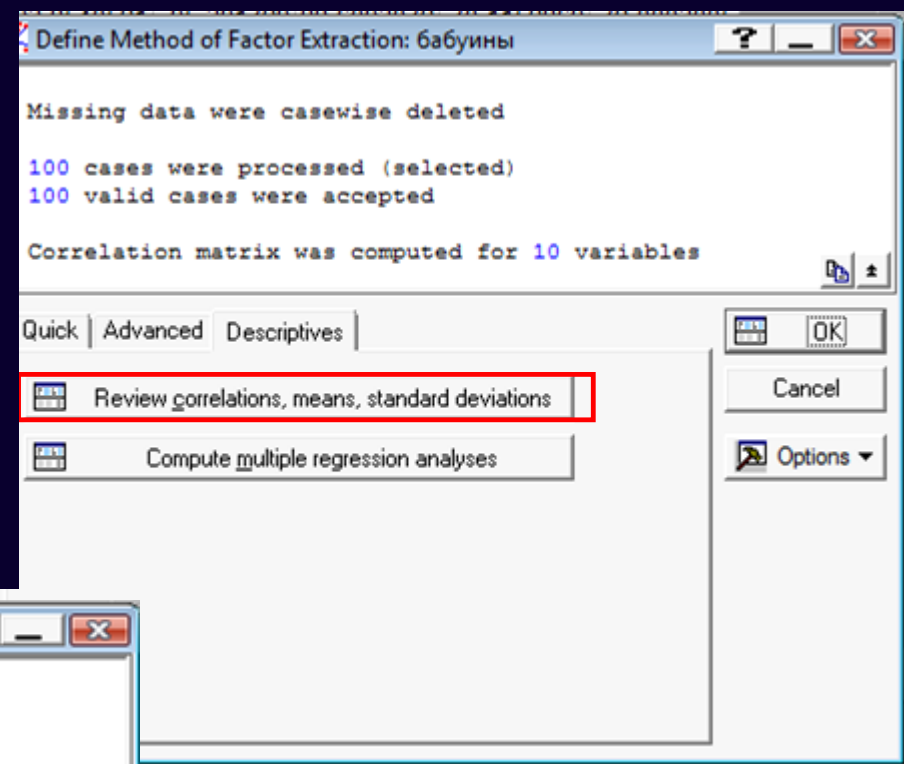 Define Method of Factor Extraction: бабуины
Missing data were casewise deleted
100 cases were processed (selected)
100 valid cases were accepted
Correlation matrix was computed for 10 variables
Quick Advanced Descriptives
OK
Review correlations, means, standard deviations
Cancel
Compute multiple regression analyses
Options